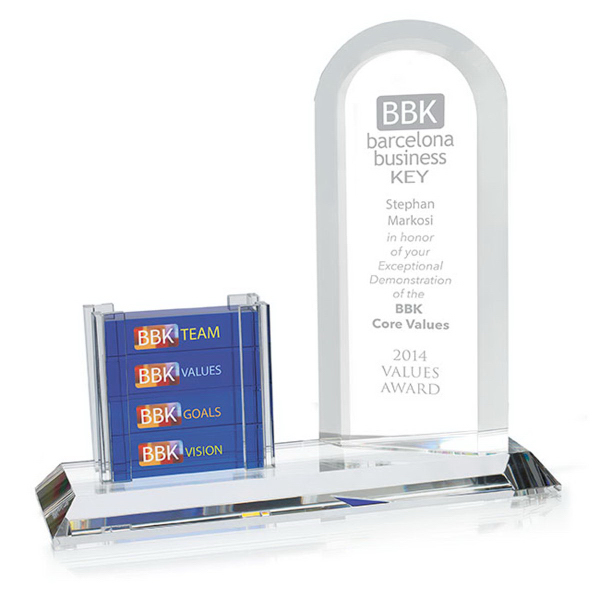 BBK
barcelona
business
KEY
Stephan
Markosi
in honor
of your
Exceptional
Demonstration
of the
BBK
Core Values
2014
VALUES
AWARD
BBK TEAM
BBK VALUES
BBK GOALS
BBK VISION